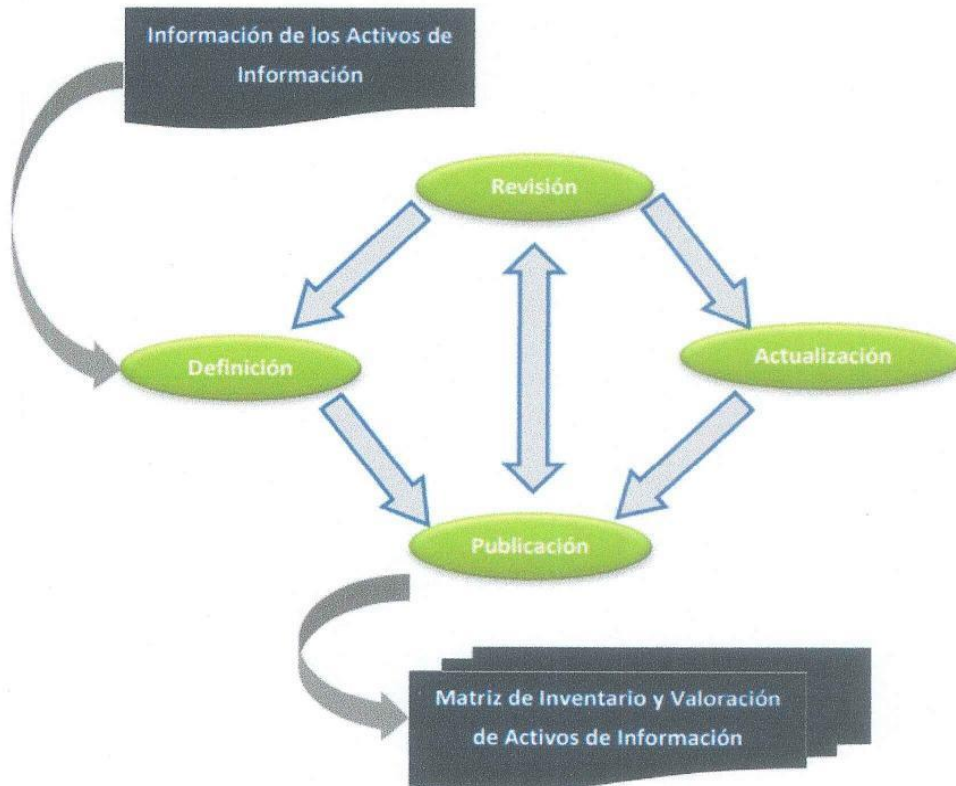 Información de los Activos de
Información
Revisión
Definición
Actualización
Publicación
Matriz de Inventario y Valoración
de Activos de Información